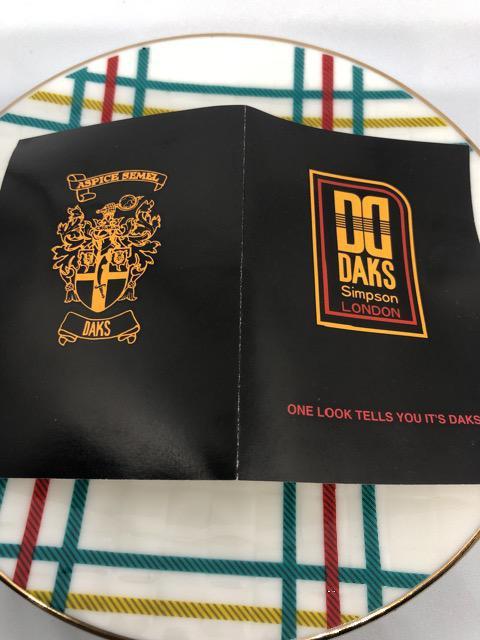 ASPICE SEMEL
DAKS
DD
DAKS
Simpson
LONDON
ONE LOOK TELLS YOU IT'S DAKS